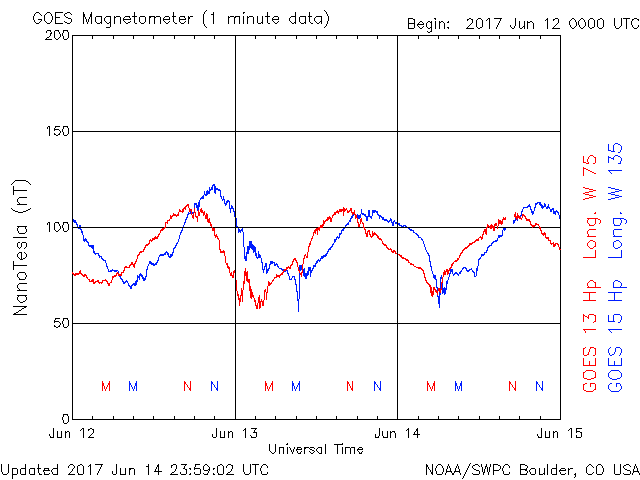 GOES Magnetometer (1 minute data)
Begin: 2017 Jun 12 0000 UTC
200
150
100
50
0
NanoTesla (nT)
M M N N M M N N M M N N
Jun 12 Jun 13 Jun 14 Jun 15
Universal Time
GOES 13 Hp Long. W 75
GOES 15 Hp Long. W 135
Updated 2017 Jun 14 23:59:02 UTC
NOAA/SWPC Boulder, CO USA